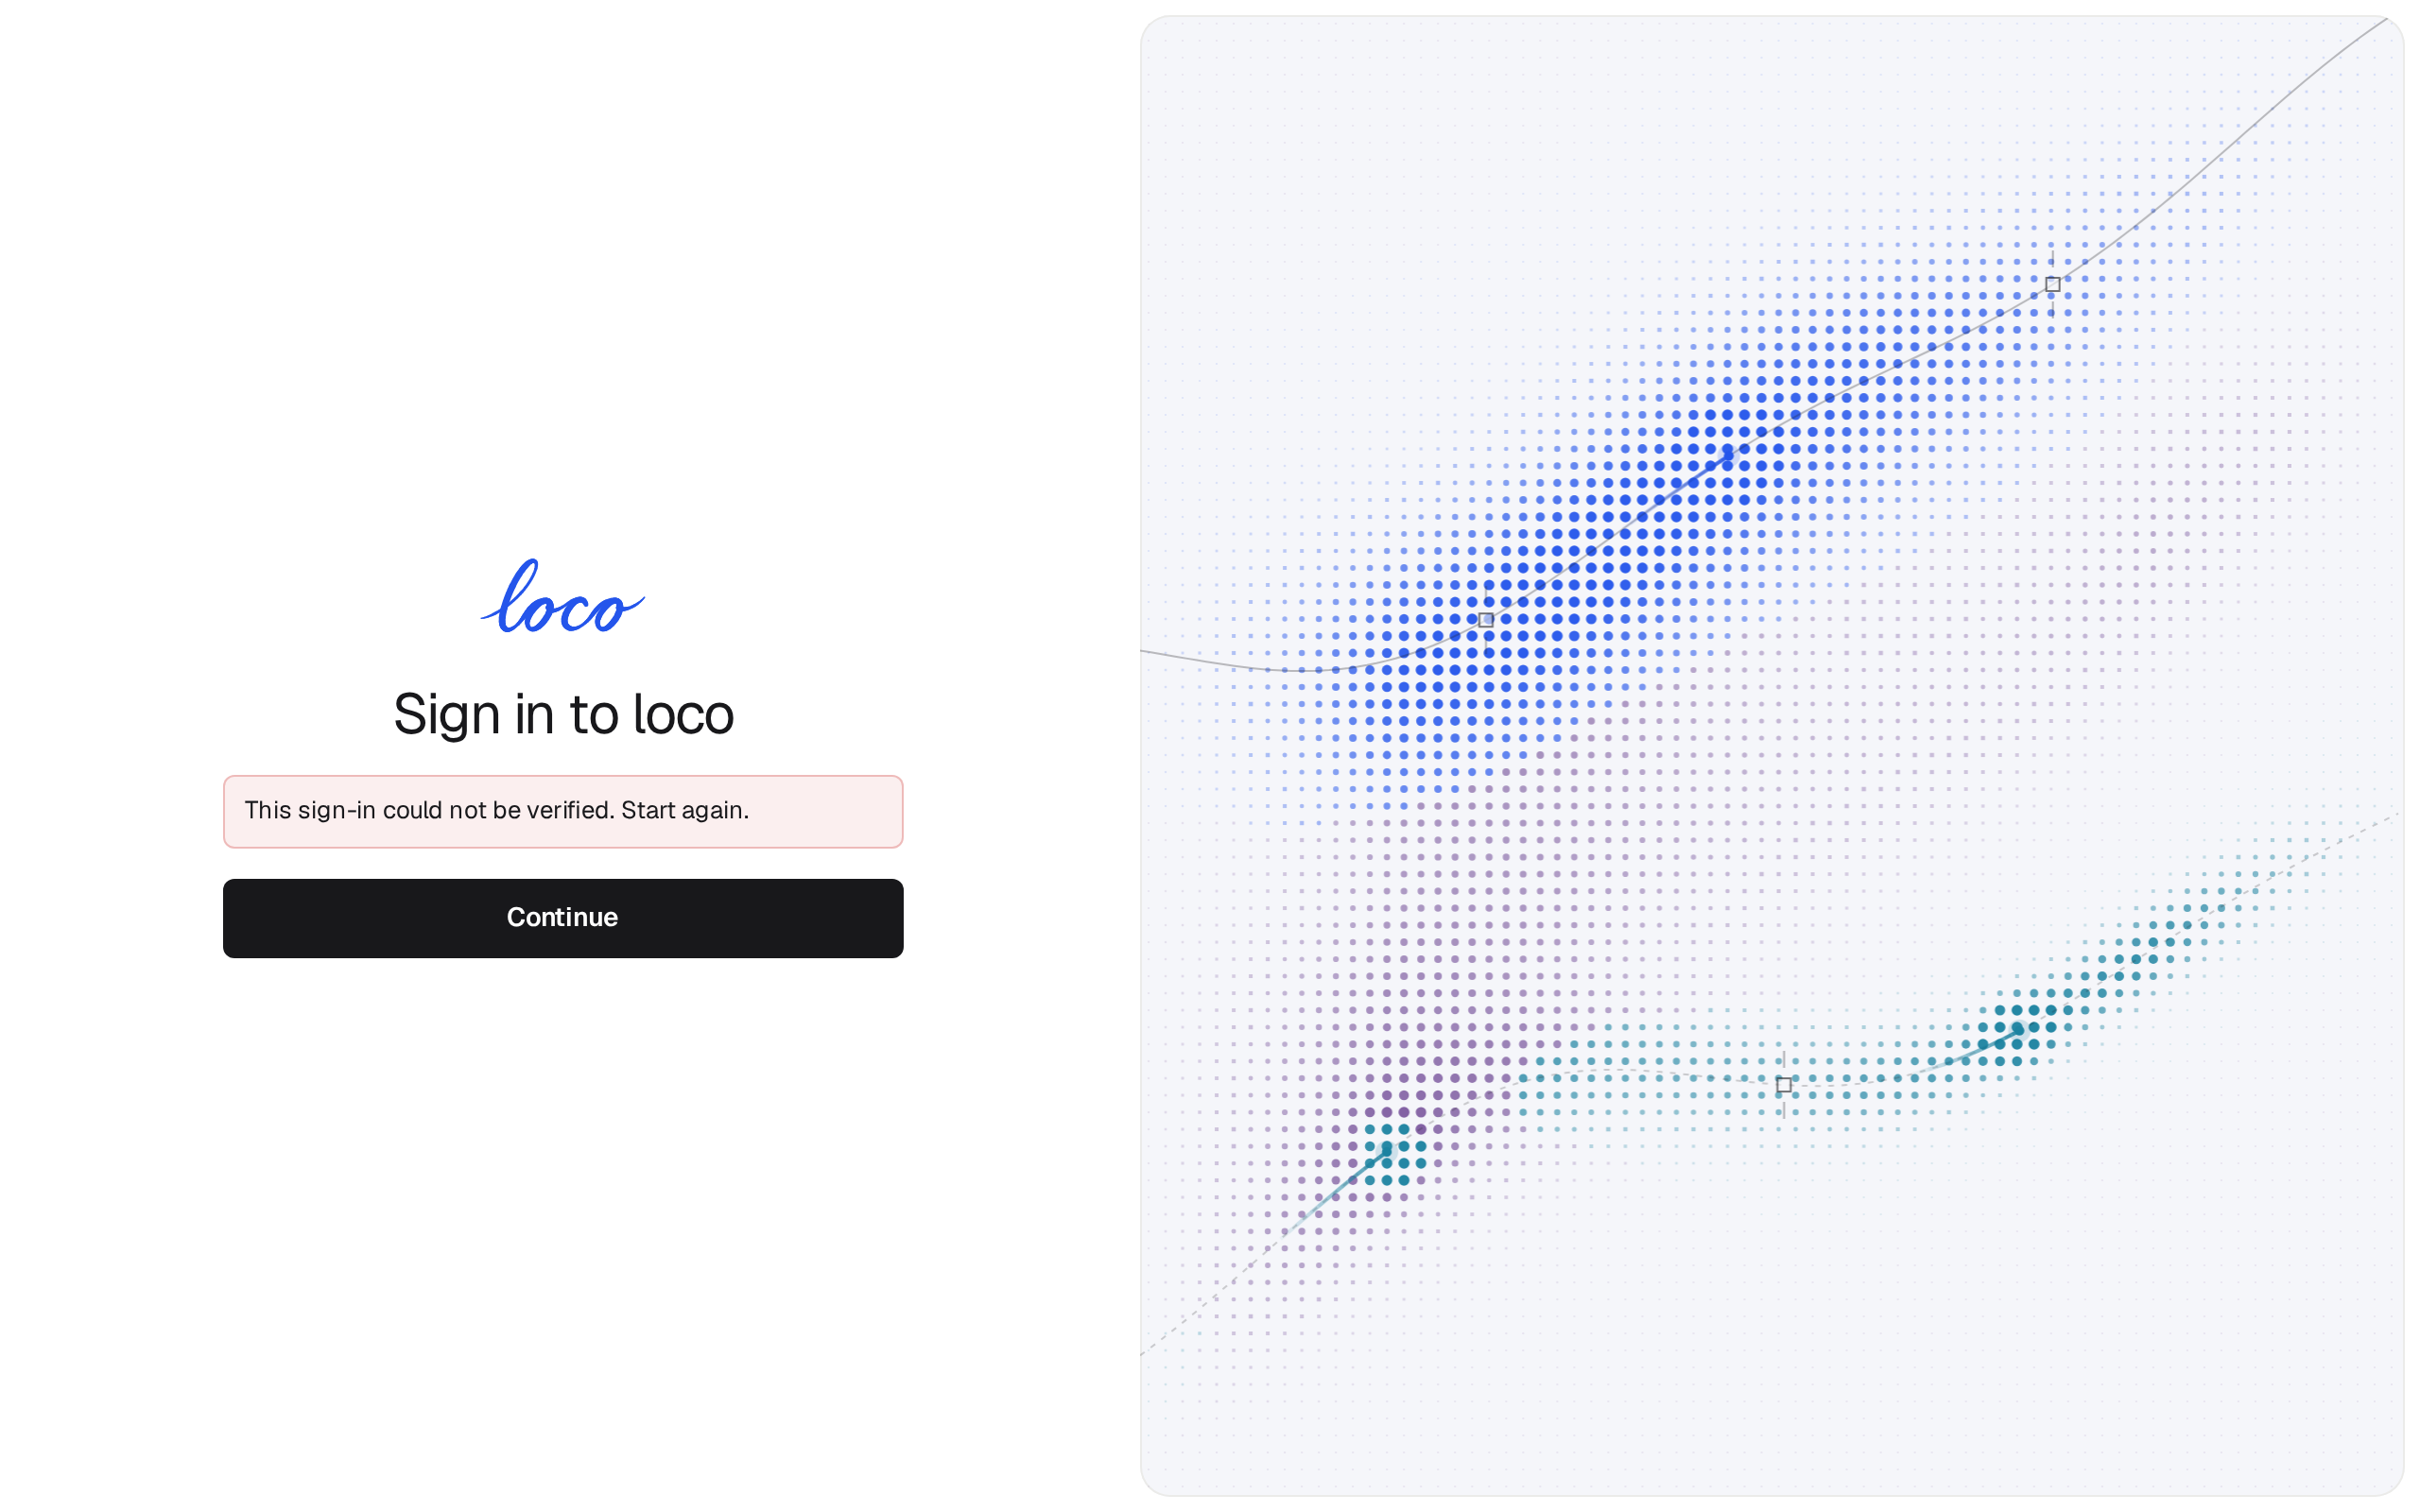 loco
Sign in to loco
This sign-in could not be verified. Start again.
Continue